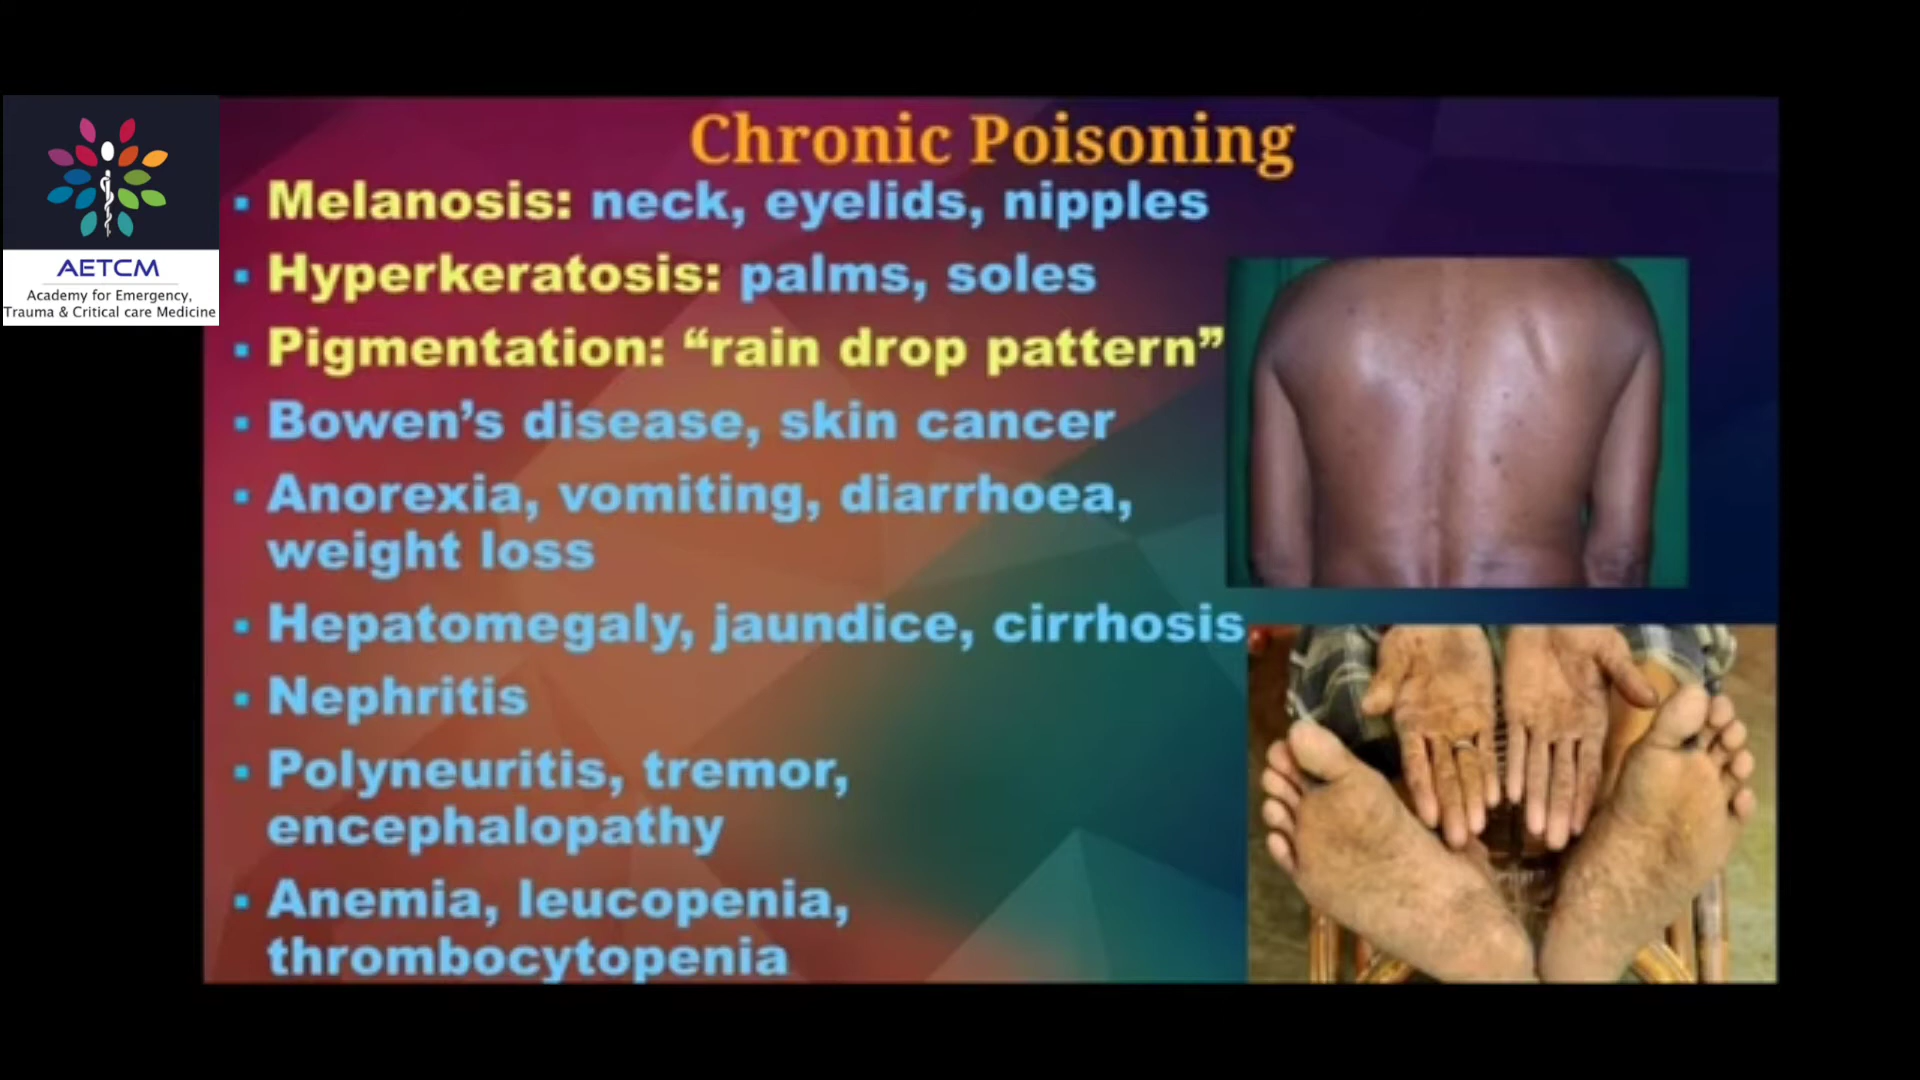 Chronic Poisoning
▪ Melanosis: neck, eyelids, nipples
▪ Hyperkeratosis: palms, soles
▪ Pigmentation: “rain drop pattern”
▪ Bowen’s disease, skin cancer
▪ Anorexia, vomiting, diarrhoea,
weight loss
▪ Hepatomegaly, jaundice, cirrhosis
▪ Nephritis
▪ Polyneuritis, tremor,
encephalopathy
▪ Anemia, leucopenia,
thrombocytopenia
AETCM
Academy for Emergency,
Trauma & Critical care Medicine